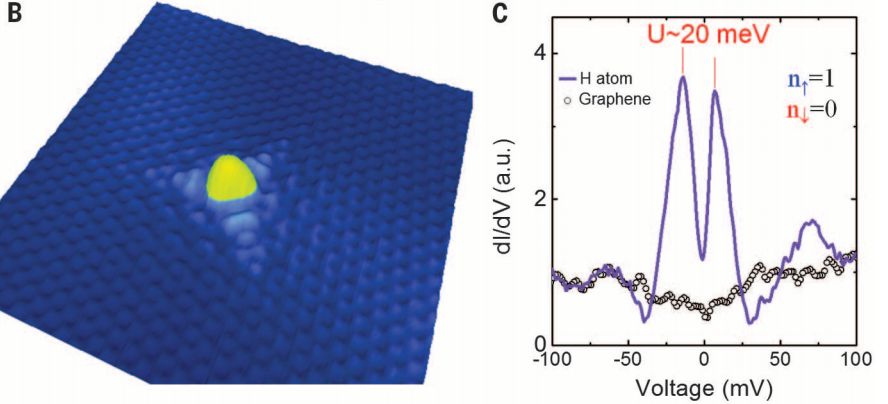 B
C
U~20 meV
4
2
0
dI/dV (a.u.)
H atom
Graphene
n↑=1
n↓=0
-100
-50
0
50
100
Voltage (mV)